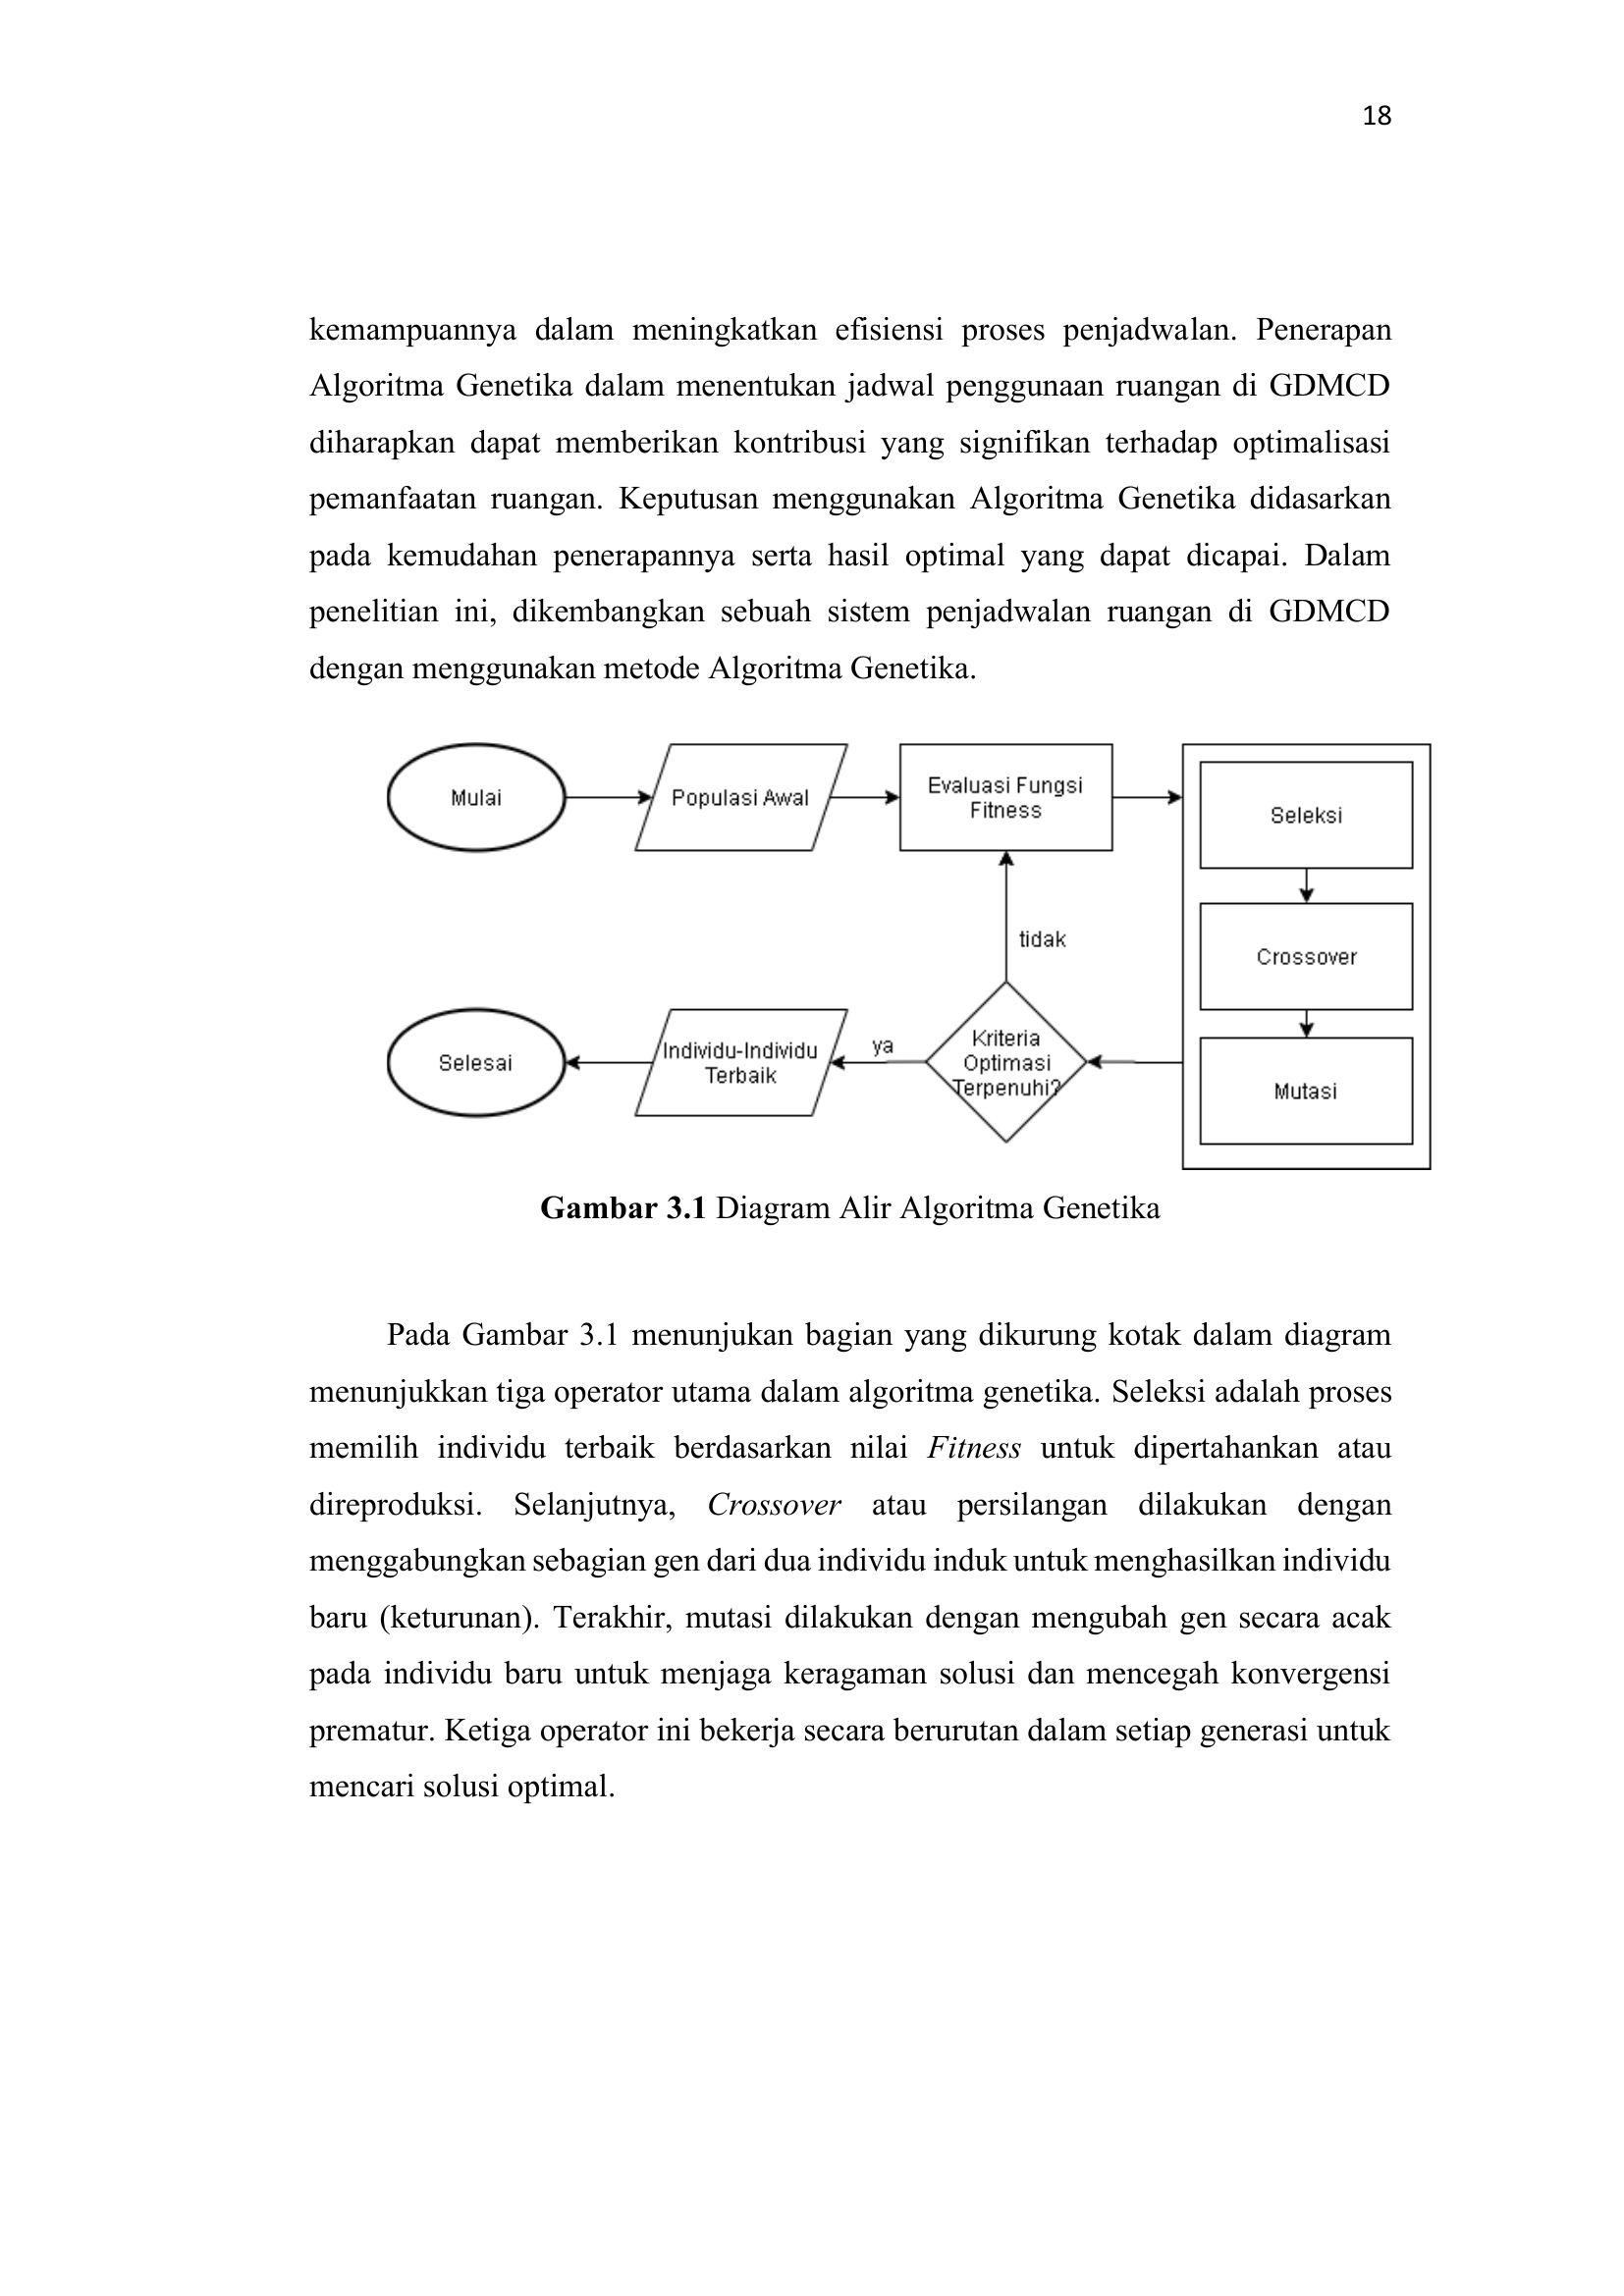 18
kemampuannya dalam meningkatkan efisiensi proses penjadwalan. Penerapan
Algoritma Genetika dalam menentukan jadwal penggunaan ruangan di GDMCD
diharapkan dapat memberikan kontribusi yang signifikan terhadap optimalisasi
pemanfaatan ruangan. Keputusan menggunakan Algoritma Genetika didasarkan
pada kemudahan penerapannya serta hasil optimal yang dapat dicapai. Dalam
penelitian ini, dikembangkan sebuah sistem penjadwalan ruangan di GDMCD
dengan menggunakan metode Algoritma Genetika.
Mulai
Populasi Awal
Evaluasi Fungsi
Fitness
Seleksi
Crossover
Mutasi
tidak
Kriteria
Optimasi
Terpenuhi?
ya
Individu-Individu
Terbaik
Selesai
Gambar 3.1 Diagram Alir Algoritma Genetika
Pada Gambar 3.1 menunjukan bagian yang dikurung kotak dalam diagram
menunjukkan tiga operator utama dalam algoritma genetika. Seleksi adalah proses
memilih individu terbaik berdasarkan nilai Fitness untuk dipertahankan atau
direproduksi. Selanjutnya, Crossover atau persilangan dilakukan dengan
menggabungkan sebagian gen dari dua individu induk untuk menghasilkan individu
baru (keturunan). Terakhir, mutasi dilakukan dengan mengubah gen secara acak
pada individu baru untuk menjaga keragaman solusi dan mencegah konvergensi
prematur. Ketiga operator ini bekerja secara berurutan dalam setiap generasi untuk
mencari solusi optimal.